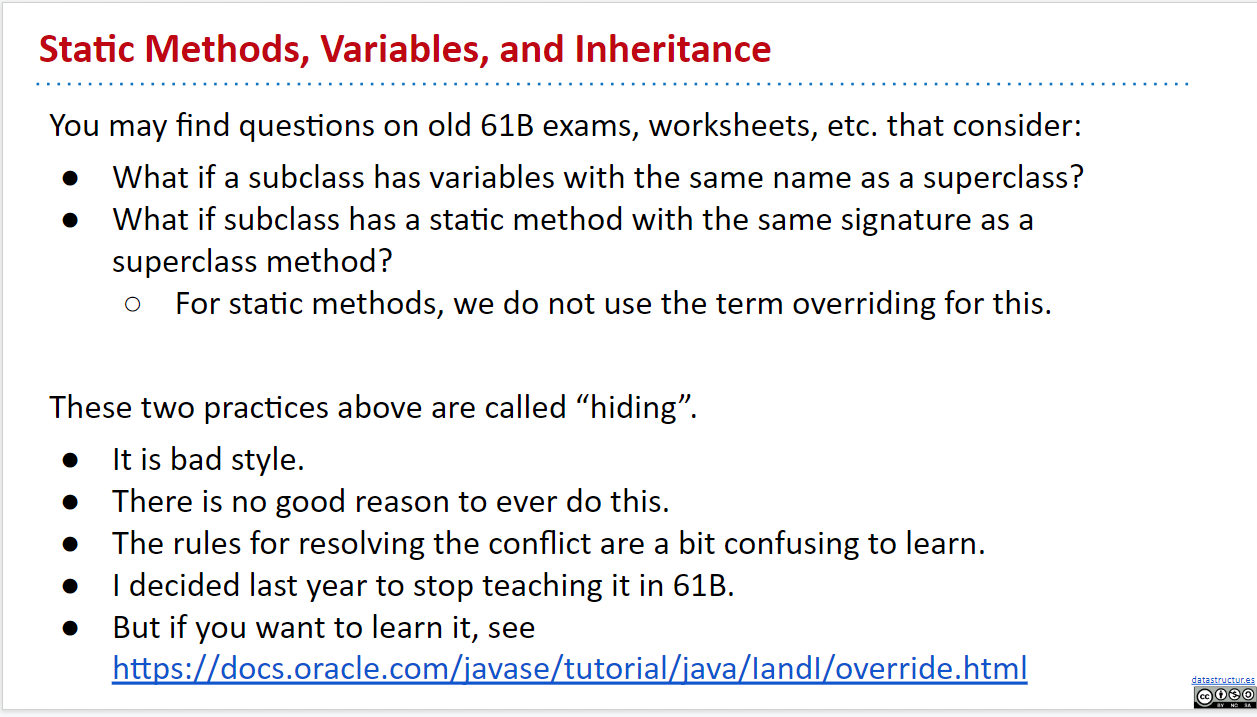 Static Methods, Variables, and Inheritance
You may find questions on old 61B exams, worksheets, etc. that consider:
● What if a subclass has variables with the same name as a superclass?
● What if subclass has a static method with the same signature as a
superclass method?
○ For static methods, we do not use the term overriding for this.
These two practices above are called “hiding”.
● It is bad style.
● There is no good reason to ever do this.
● The rules for resolving the conflict are a bit confusing to learn.
● I decided last year to stop teaching it in 61B.
● But if you want to learn it, see
https://docs.oracle.com/javase/tutorial/java/IandI/override.html
datastructur.es
cc
BY NC SA